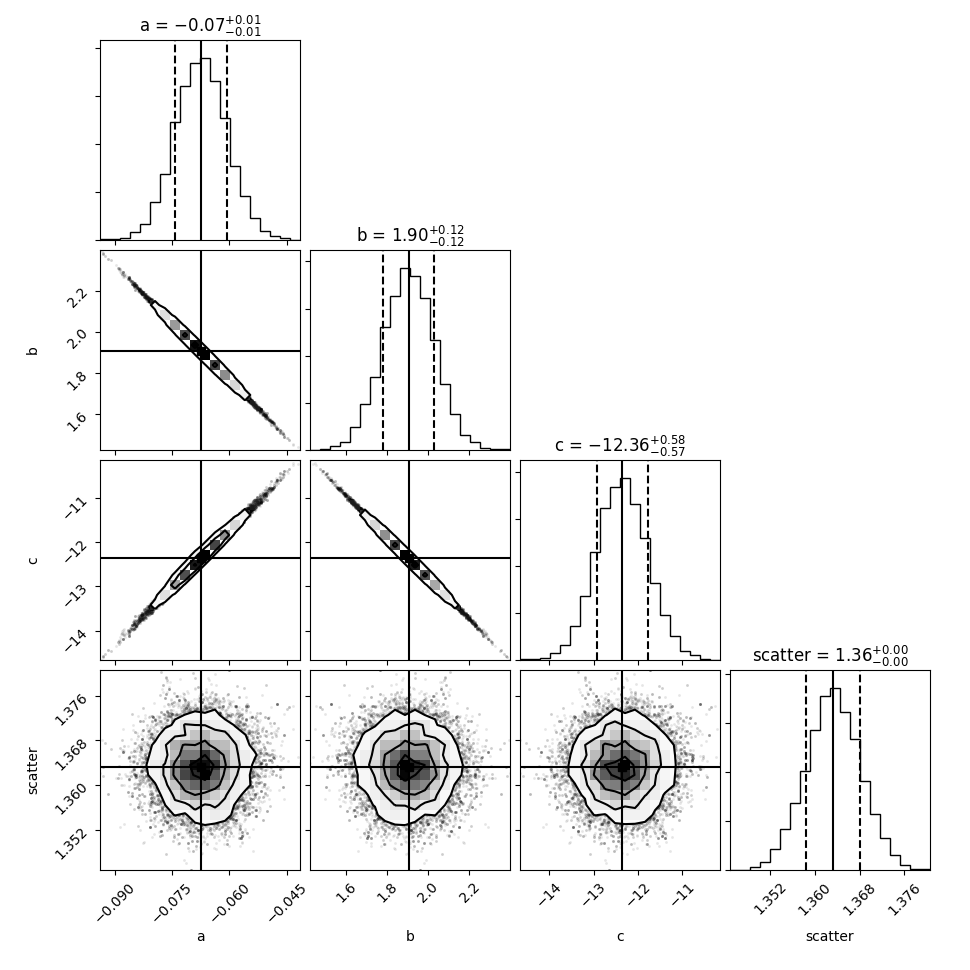 a = −0.07+0.01−0.01
b = 1.90+0.12−0.12
2.2
2.0
1.8
1.6
b
c = −12.36+0.58−0.57
−11
−12
−13
−14
c
scatter = 1.36+0.00−0.00
1.376
1.368
1.360
1.352
scatter
−0.090 −0.075 −0.060 −0.045
1.6 1.8 2.0 2.2
−14 −13 −12 −11
1.352 1.360 1.368 1.376
a b c scatter